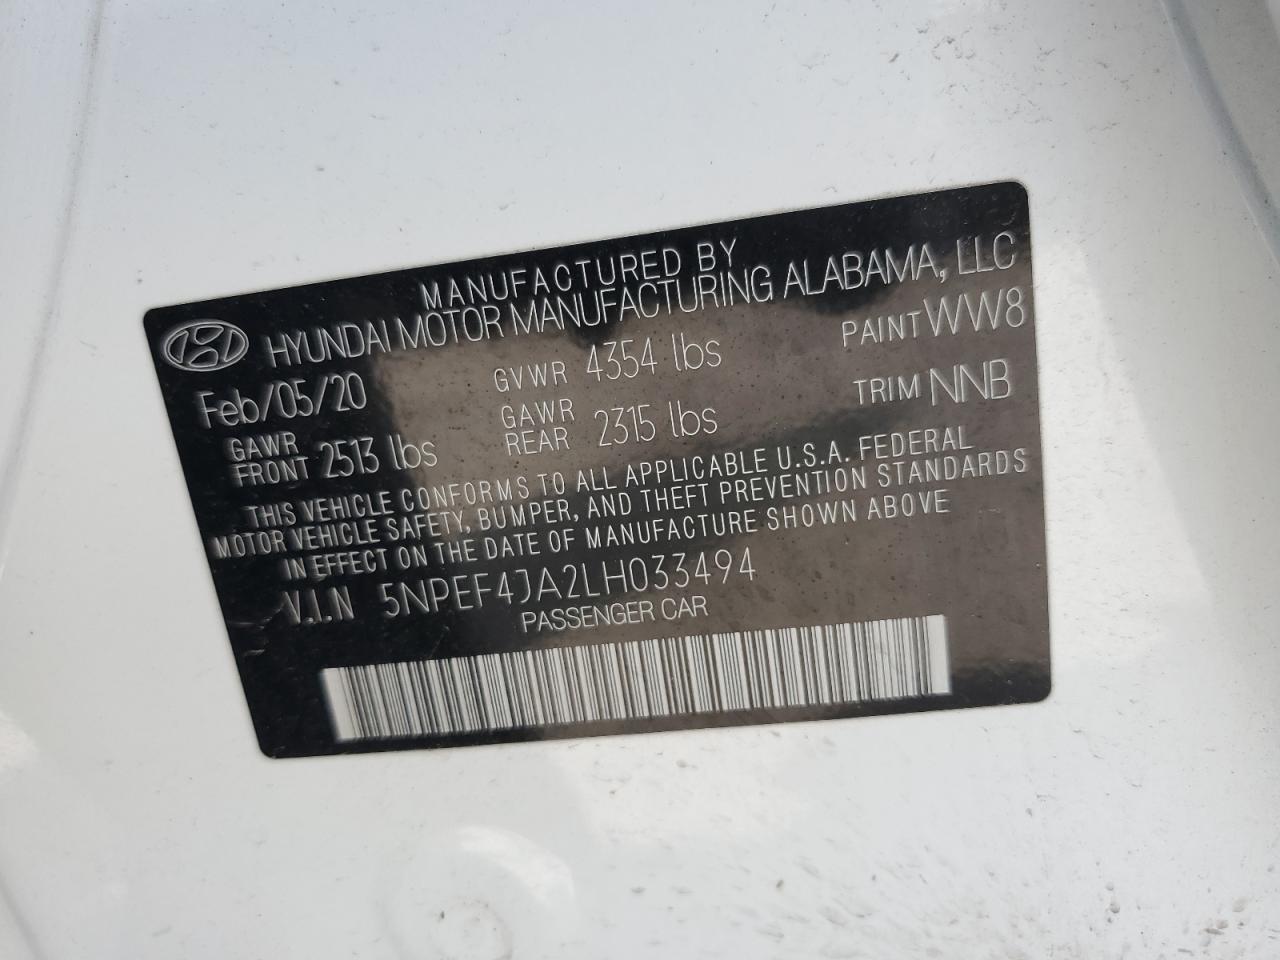 MANUFACTURED BY
HYUNDAI MOTOR MANUFACTURING ALABAMA, LLC
Feb/05/20 GVWR 4354 lbs PAINT WW8
GAWR FRONT 2513 lbs GAWR REAR 2315 lbs TRIM NNB
THIS VEHICLE CONFORMS TO ALL APPLICABLE U.S.A. FEDERAL
MOTOR VEHICLE SAFETY, BUMPER, AND THEFT PREVENTION STANDARDS
IN EFFECT ON THE DATE OF MANUFACTURE SHOWN ABOVE
V.I.N 5NPEF4JA2LH033494
PASSENGER CAR